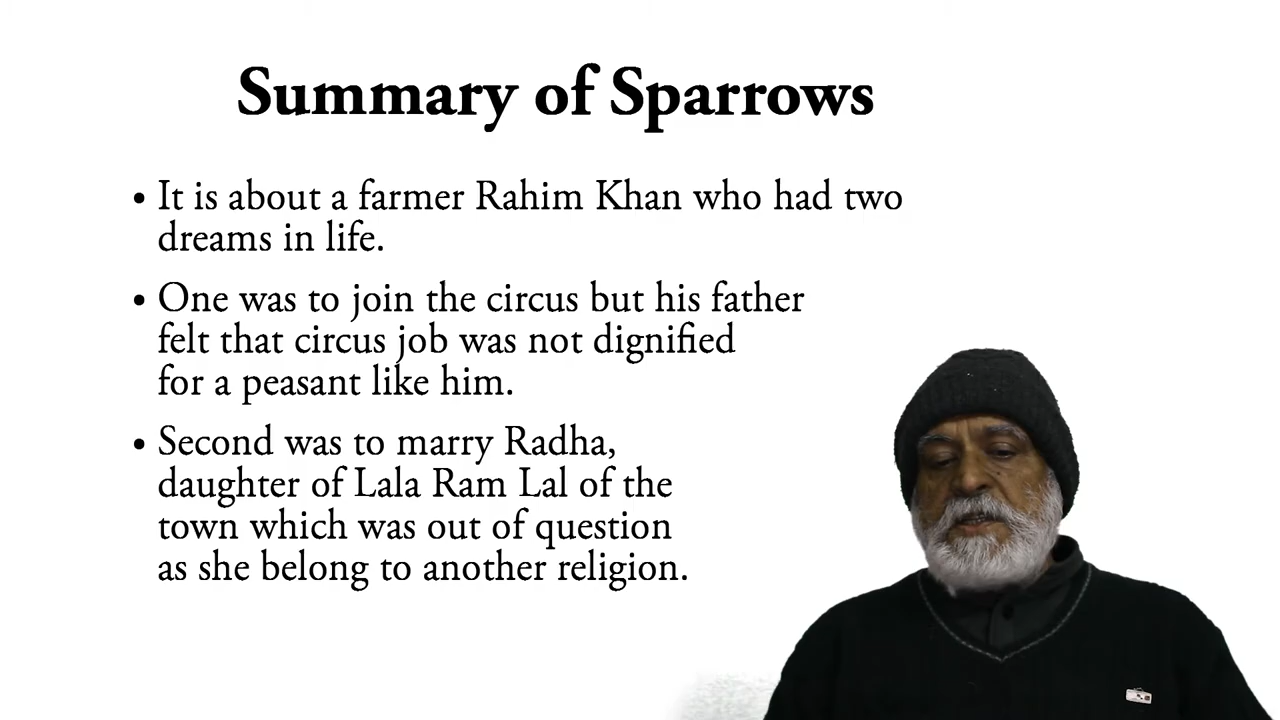 Summary of Sparrows
• It is about a farmer Rahim Khan who had two
dreams in life.
• One was to join the circus but his father
felt that circus job was not dignified
for a peasant like him.
• Second was to marry Radha,
daughter of Lala Ram Lal of the
town which was out of question
as she belong to another religion.